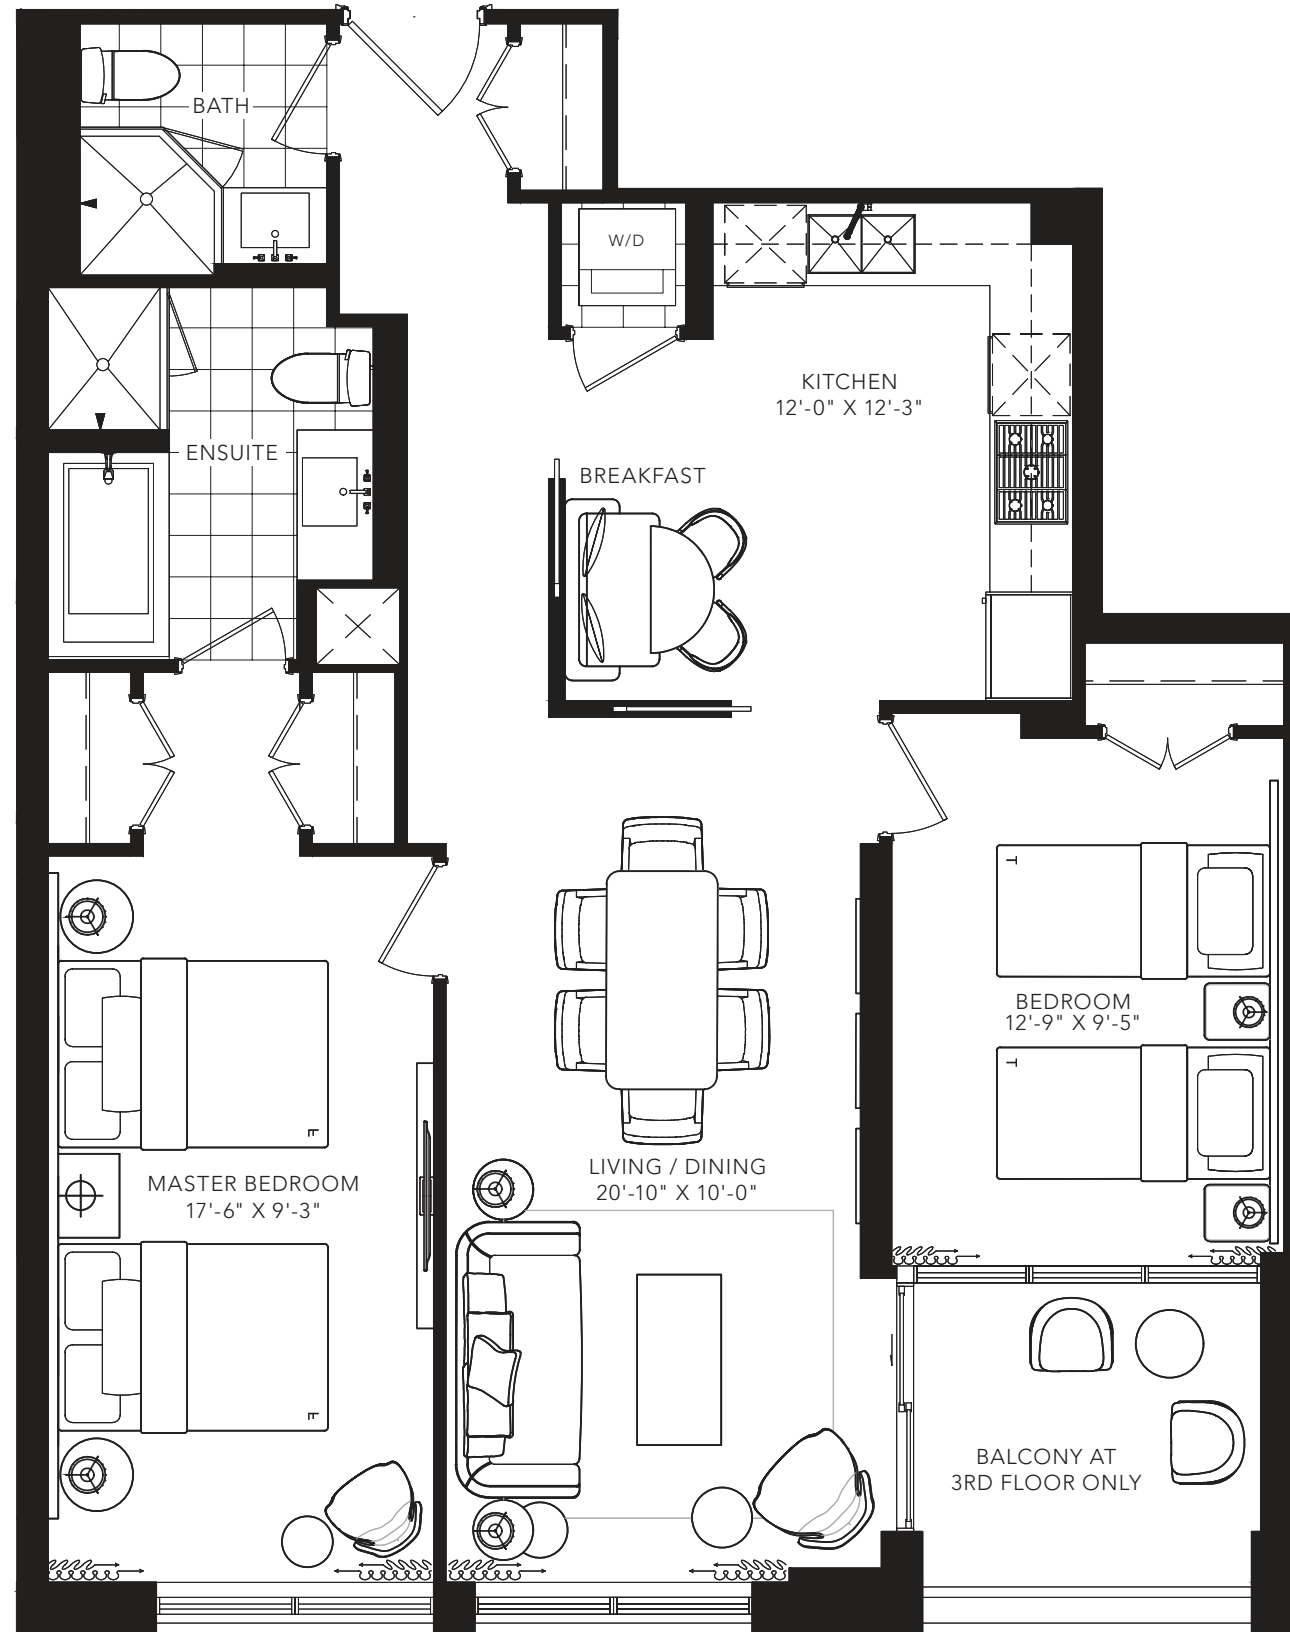 BATH
W/D
KITCHEN
12'-0" X 12'-3"
ENSUITE
BREAKFAST
T
BEDROOM
12'-9" X 9'-5"
T
F
LIVING / DINING
20'-10" X 10'-0"
MASTER BEDROOM
17'-6" X 9'-3"
F
BALCONY AT
3RD FLOOR ONLY